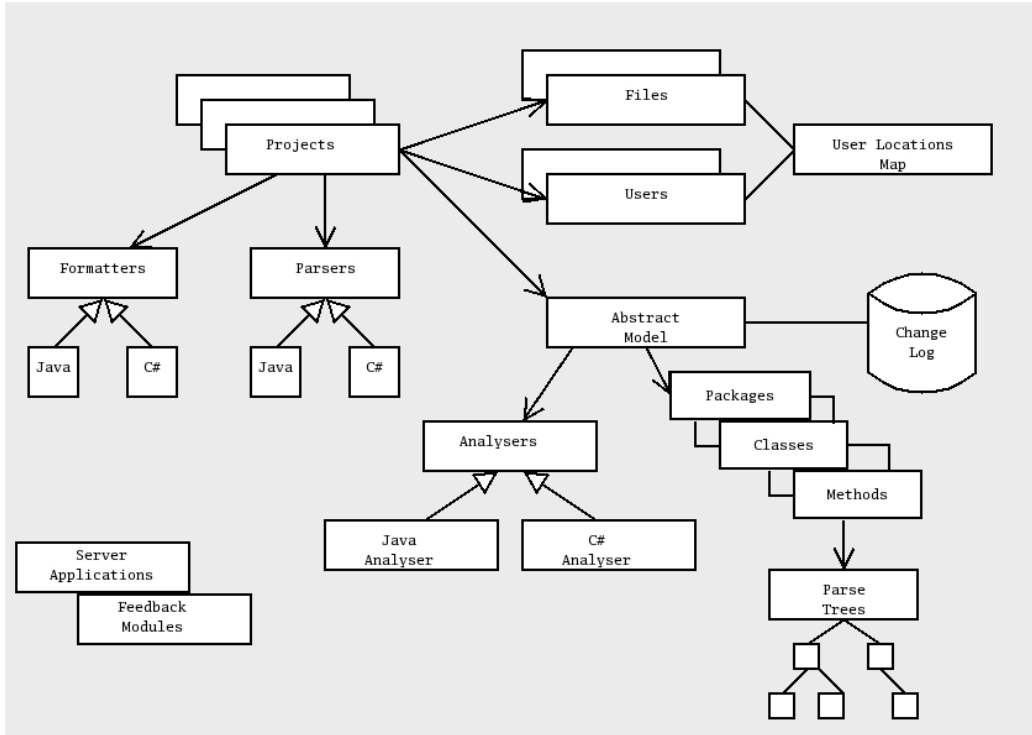 Files
Projects
User Locations
Map
Users
Formatters
Parsers
Abstract
Model
Change
Log
Java
C#
Java
C#
Packages
Analysers
Classes
Methods
Java
Analyser
C#
Analyser
Server
Applications
Feedback
Modules
Parse
Trees